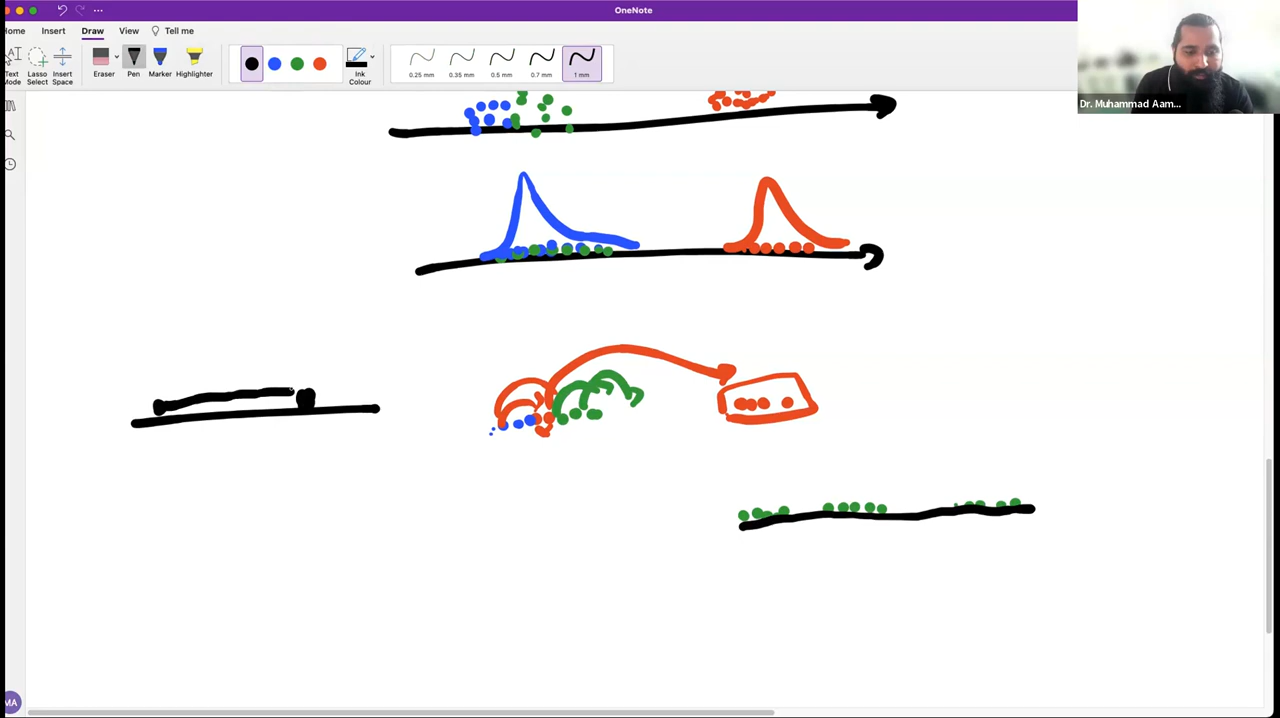 OneNote
Home Insert Draw View Tell me
Eraser Pen Marker Highlighter
Text Mode
Lasso Select
Insert Space
Ink Colour
0.25 mm 0.35 mm 0.5 mm 0.7 mm 1 mm
Dr. Muhammad Aam...
MA